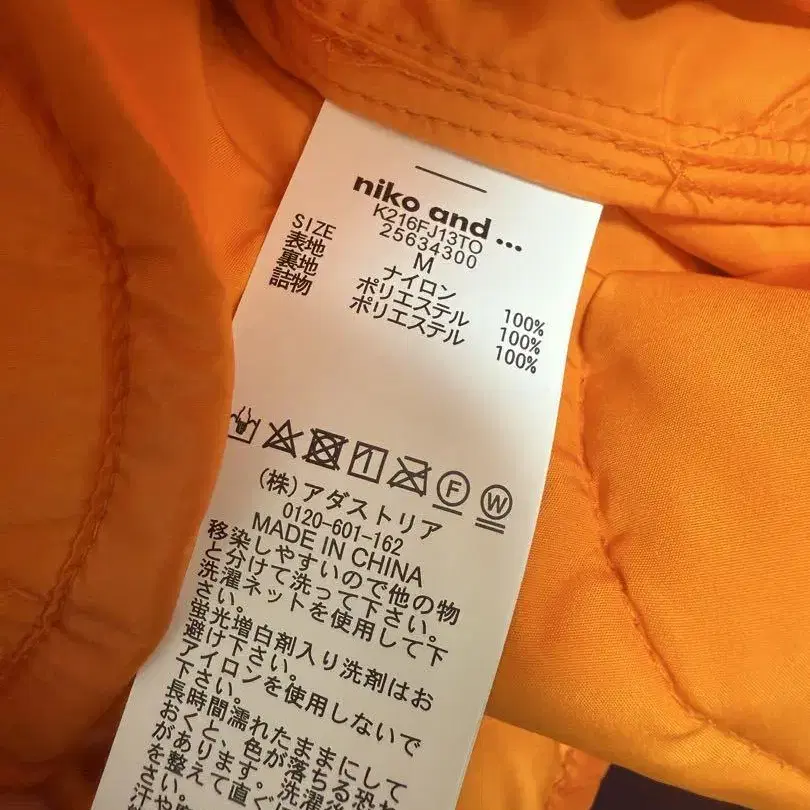 niko and ...
K216FJ13TO
25634300
SIZE M
表地 ナイロン 100%
裏地 ポリエステル 100%
詰物 ポリエステル 100%
F W
(株)アダストリア
0120-601-162
MADE IN CHINA
移染しやすいので他の物
と分けて洗って下さい。
洗濯ネットを使用して下
さい。
蛍光増白剤入り洗剤はお
避け下さい。
アイロンを使用しないで
下さい。
長時間濡れたままにして
おくと、色が落ちる恐れ
があります。洗濯後
を整えて直ぐ
さい。
汗や